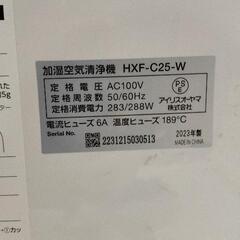 加湿空気清浄機 HXF-C25-W
定格電圧 AC100V
定格周波数 50/60Hz
定格消費電力 283/288W
PS
E
アイリスオーヤマ
株式会社
電流ヒューズ 6A 温度ヒューズ 189℃
Serial No. 2231215030513
2023年製
MADE IN CHINA